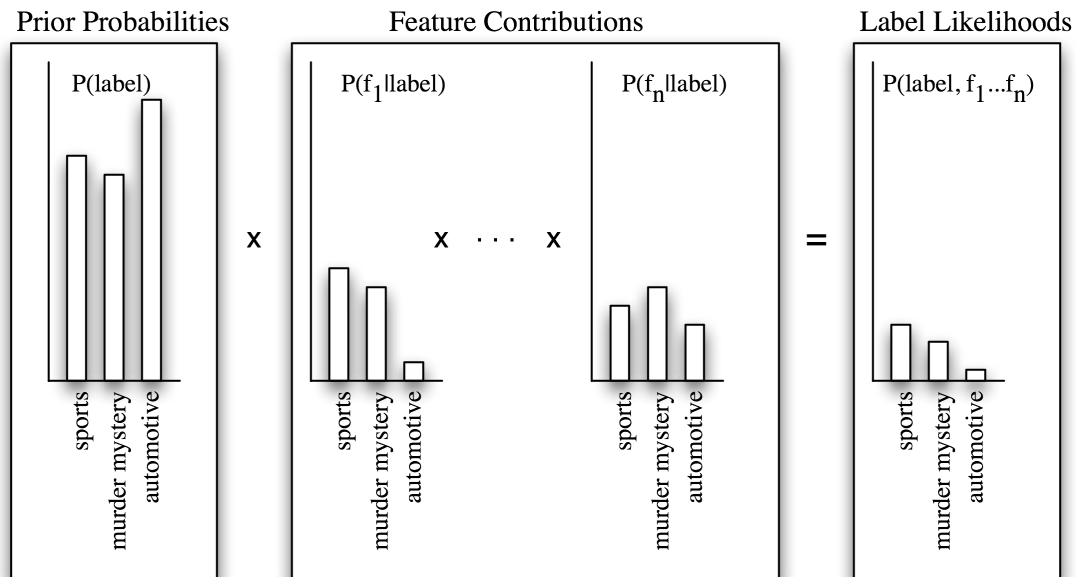 Prior Probabilities
Feature Contributions
Label Likelihoods
P(label)
P(f1|label)
P(fn|label)
P(label, f1...fn)
x
x
. . .
x
=
sports
murder mystery
automotive
sports
murder mystery
automotive
sports
murder mystery
automotive
sports
murder mystery
automotive